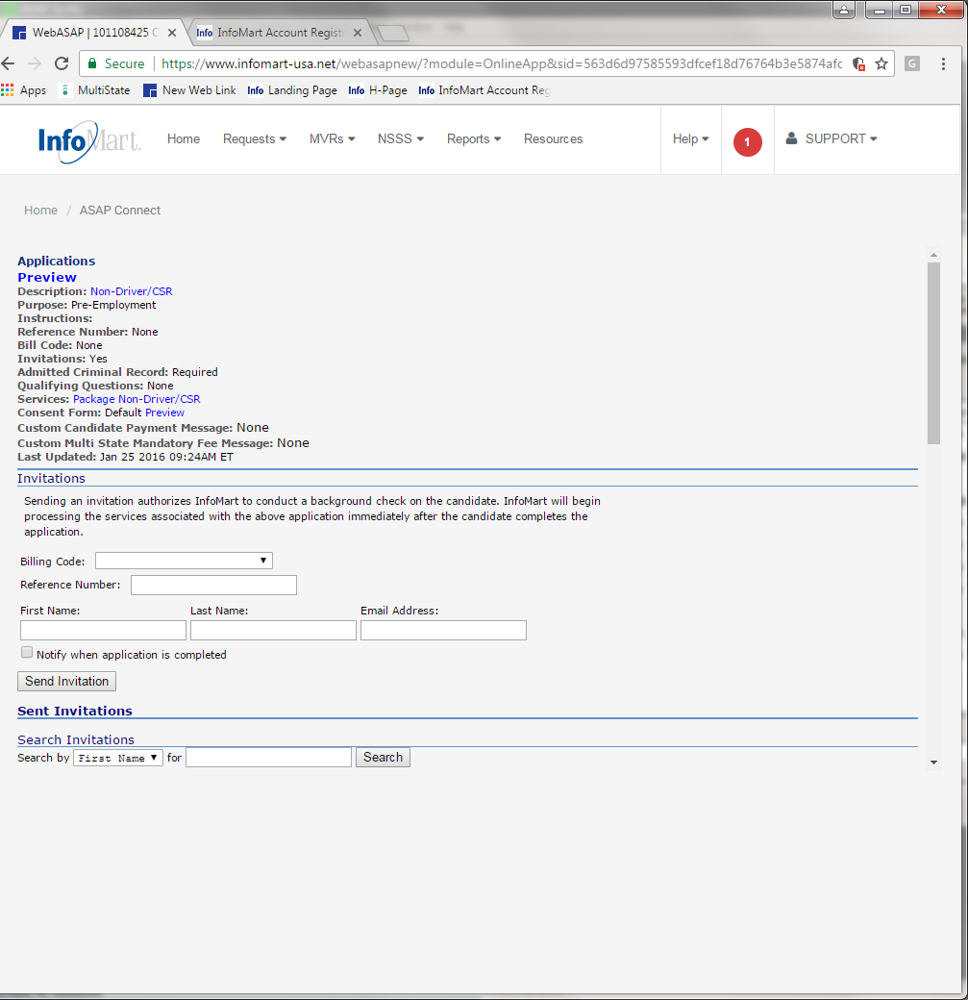 WebASAP | 101108425 C
InfoMart Account Regist
Secure
https://www.infomart-usa.net/webasapnew/?module=OnlineApp&sid=563d6d97585593dfcef18d76764b3e5874afc
G
Apps
MultiState
New Web Link
Info Landing Page
Info H-Page
Info InfoMart Account Reg
InfoMart.
Home
Requests
MVRs
NSSS
Reports
Resources
Help
1
SUPPORT
Home / ASAP Connect
Applications
Preview
Description: Non-Driver/CSR
Purpose: Pre-Employment
Instructions:
Reference Number: None
Bill Code: None
Invitations: Yes
Admitted Criminal Record: Required
Qualifying Questions: None
Services: Package Non-Driver/CSR
Consent Form: Default Preview
Custom Candidate Payment Message: None
Custom Multi State Mandatory Fee Message: None
Last Updated: Jan 25 2016 09:24AM ET
Invitations
Sending an invitation authorizes InfoMart to conduct a background check on the candidate. InfoMart will begin
processing the services associated with the above application immediately after the candidate completes the
application.
Billing Code:
Reference Number:
First Name: Last Name: Email Address:
Notify when application is completed
Send Invitation
Sent Invitations
Search Invitations
Search by First Name for Search